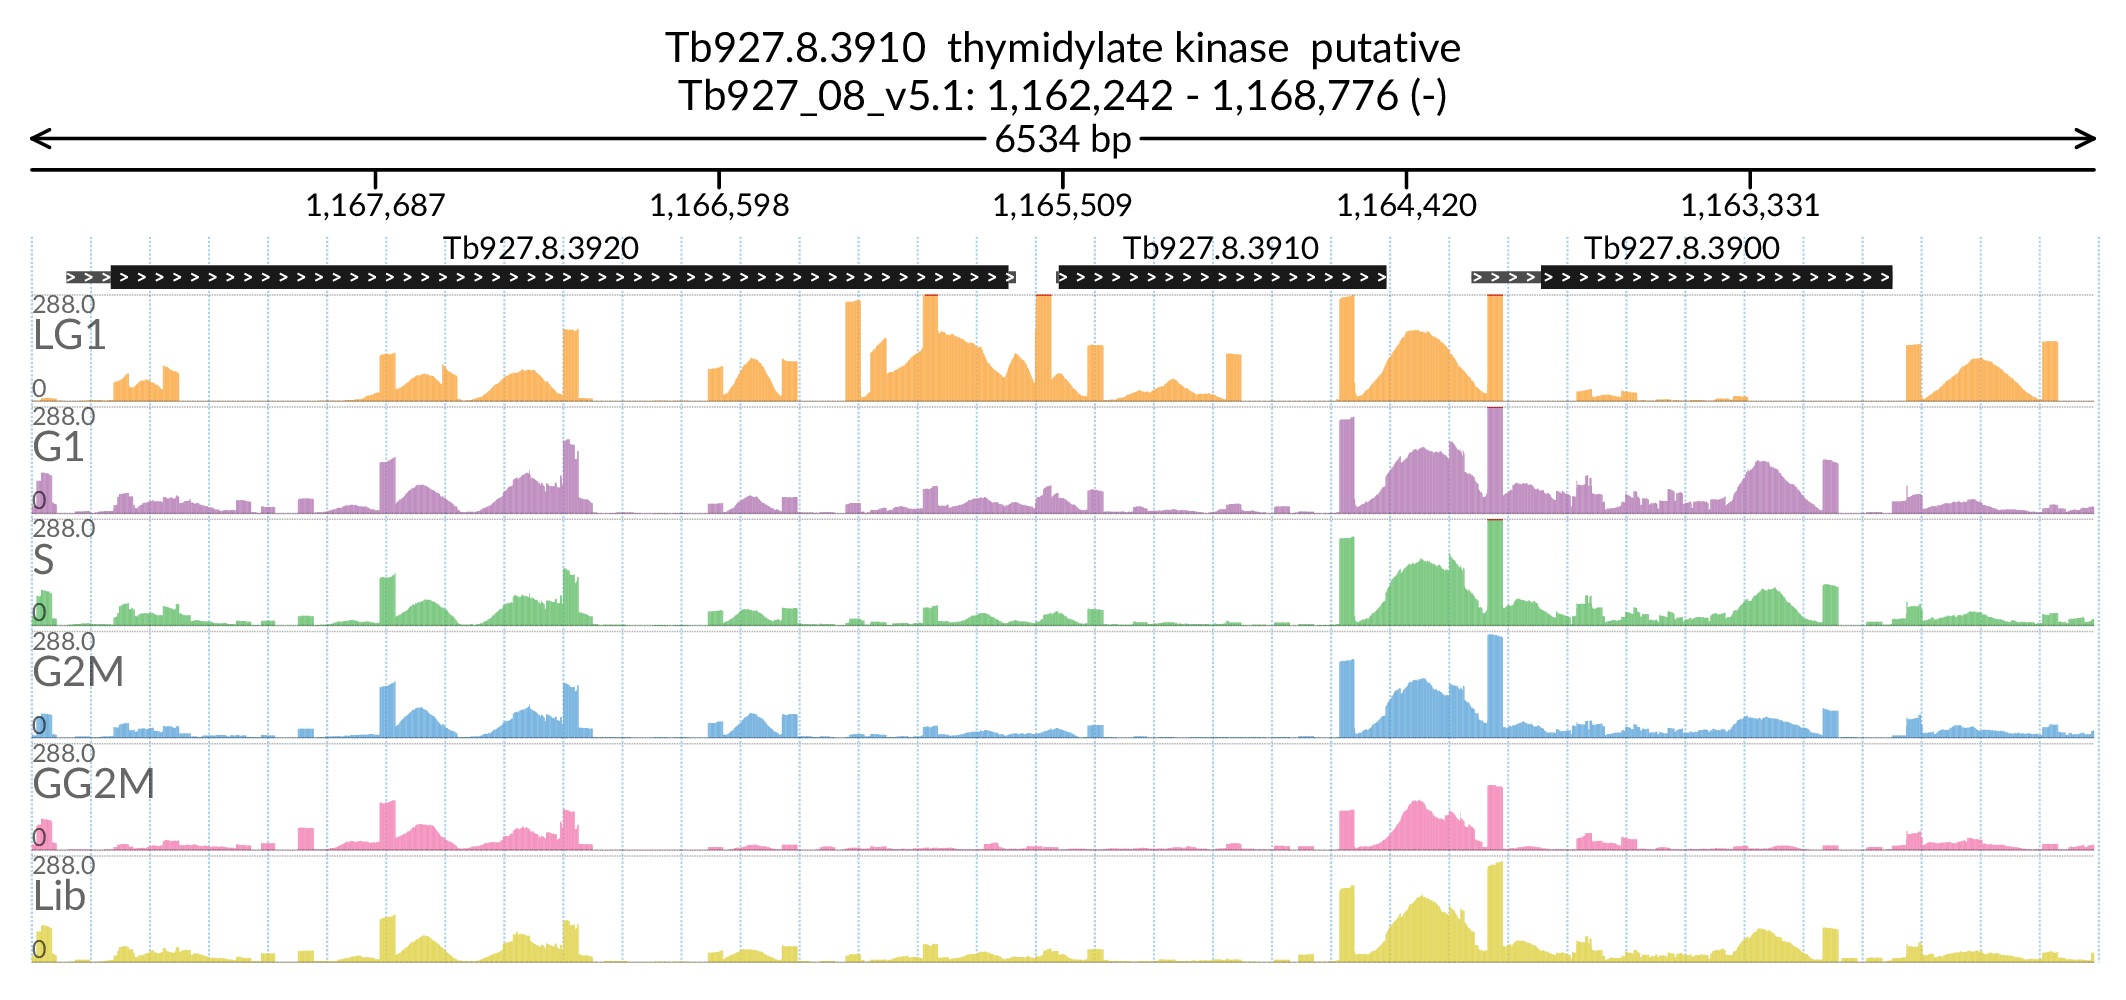 Tb927.8.3910 thymidylate kinase putative
Tb927_08_v5.1: 1,162,242 - 1,168,776 (-)
6534 bp
1,167,687 1,166,598 1,165,509 1,164,420 1,163,331
Tb927.8.3920 Tb927.8.3910 Tb927.8.3900
288.0
LG1
0
288.0
G1
0
288.0
S
0
288.0
G2M
0
288.0
GG2M
0
288.0
Lib
0